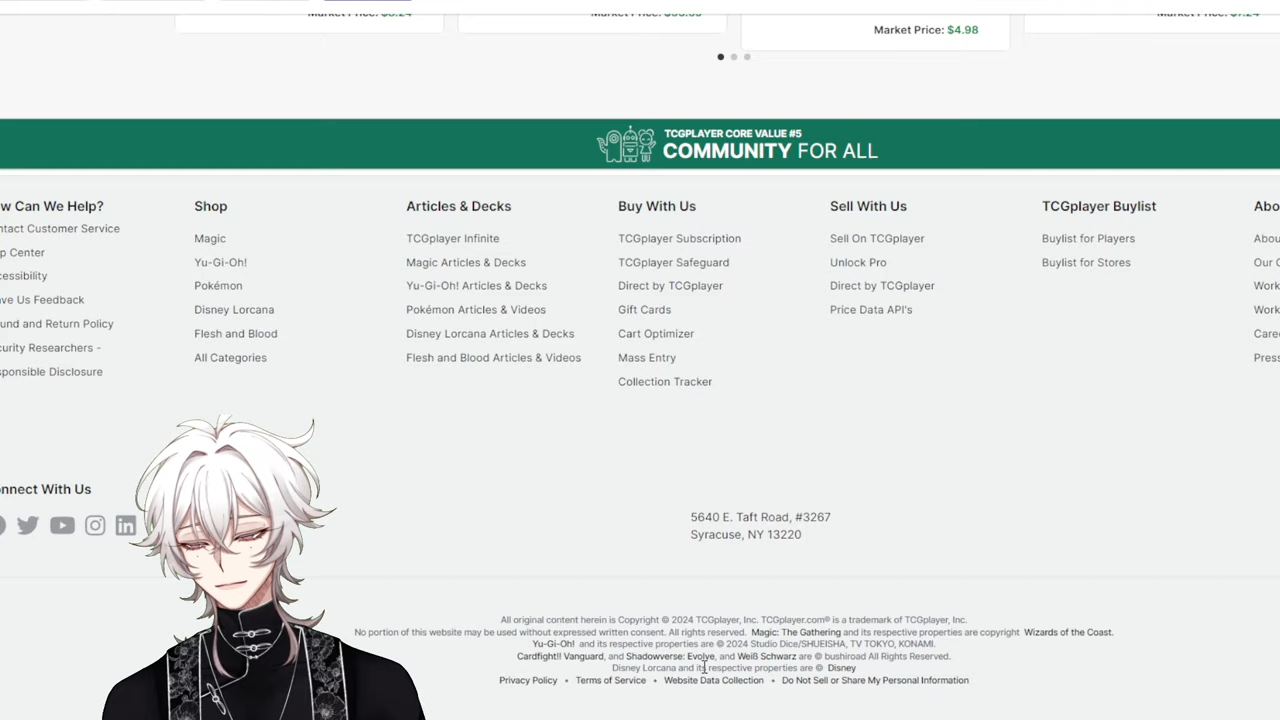 Market Price: $8.24
Market Price: $4.98
Market Price: $7.24
TCGPLAYER CORE VALUE #5
COMMUNITY FOR ALL
ow Can We Help?
ntact Customer Service
p Center
cessibility
ave Us Feedback
und and Return Policy
curity Researchers -
sponsible Disclosure
Shop
Magic
Yu-Gi-Oh!
Pokémon
Disney Lorcana
Flesh and Blood
All Categories
Articles & Decks
TCGplayer Infinite
Magic Articles & Decks
Yu-Gi-Oh! Articles & Decks
Pokémon Articles & Videos
Disney Lorcana Articles & Decks
Flesh and Blood Articles & Videos
Buy With Us
TCGplayer Subscription
TCGplayer Safeguard
Direct by TCGplayer
Gift Cards
Cart Optimizer
Mass Entry
Collection Tracker
Sell With Us
Sell On TCGplayer
Unlock Pro
Direct by TCGplayer
Price Data API's
TCGplayer Buylist
Buylist for Players
Buylist for Stores
Abo
Abou
Our C
Work
Work
Caree
Press
onnect With Us
5640 E. Taft Road, #3267
Syracuse, NY 13220
All original content herein is Copyright © 2024 TCGplayer, Inc. TCGplayer.com® is a trademark of TCGplayer, Inc.
No portion of this website may be used without expressed written consent. All rights reserved. Magic: The Gathering and its respective properties are copyright Wizards of the Coast.
Yu-Gi-Oh! and its respective properties are © 2024 Studio Dice/SHUEISHA, TV TOKYO, KONAMI.
Cardfight!! Vanguard, and Shadowverse: Evolve, and Weiß Schwarz are © bushiroad All Rights Reserved.
Disney Lorcana and its respective properties are © Disney
Privacy Policy • Terms of Service • Website Data Collection • Do Not Sell or Share My Personal Information